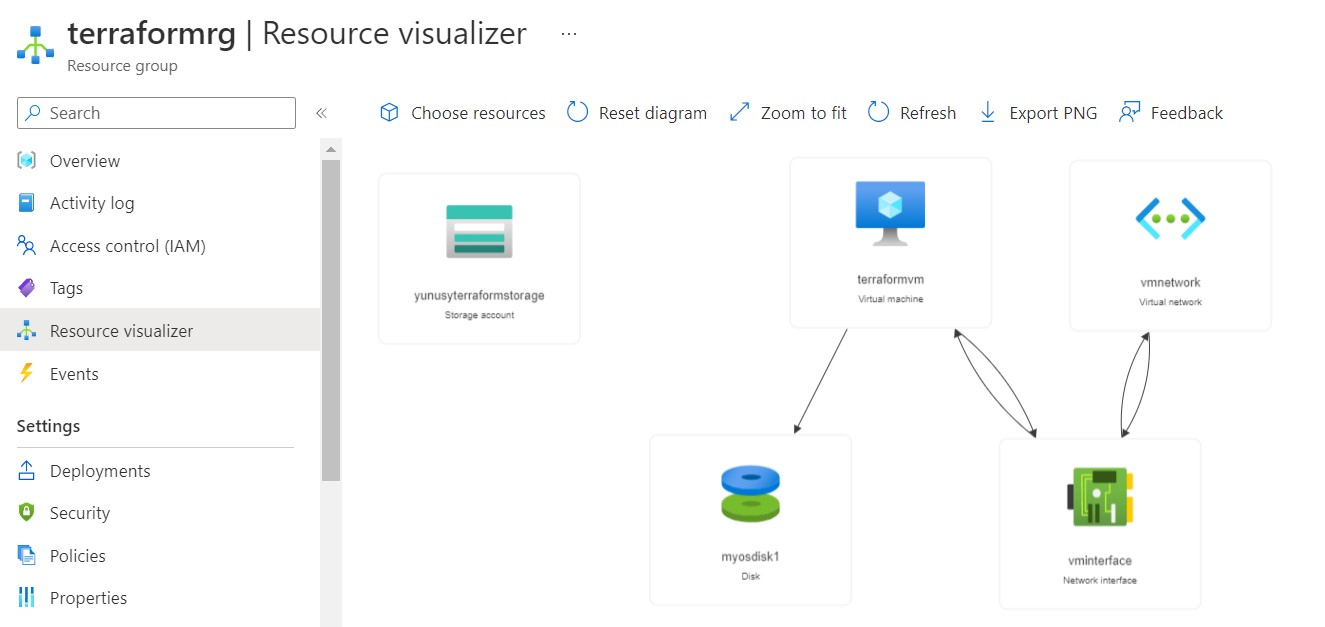 terraformrg | Resource visualizer ...
Resource group
Search
«
Choose resources
Reset diagram
Zoom to fit
Refresh
Export PNG
Feedback
Overview
Activity log
Access control (IAM)
Tags
Resource visualizer
Events
Settings
Deployments
Security
Policies
Properties
yunusyterraformstorage
Storage account
terraformvm
Virtual machine
vmnetwork
Virtual network
myosdisk1
Disk
vminterface
Network interface